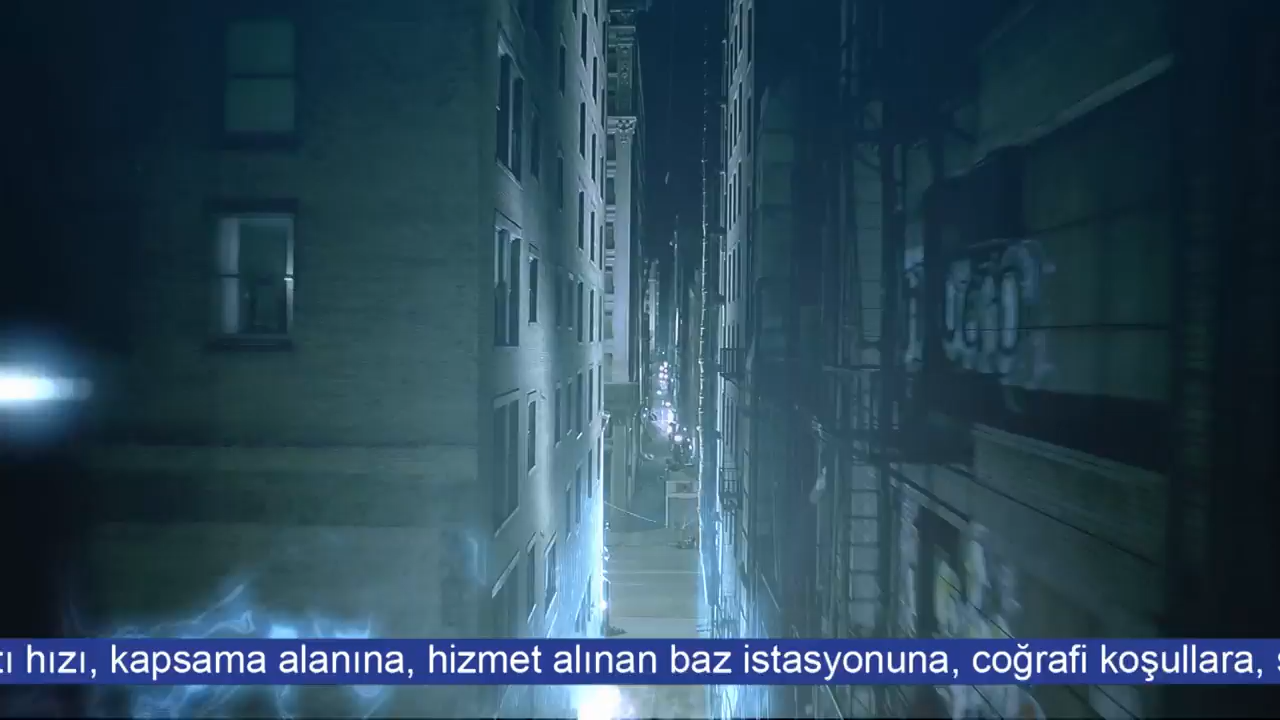 hızı, kapsama alanına, hizmet alınan baz istasyonuna, coğrafi koşullara,